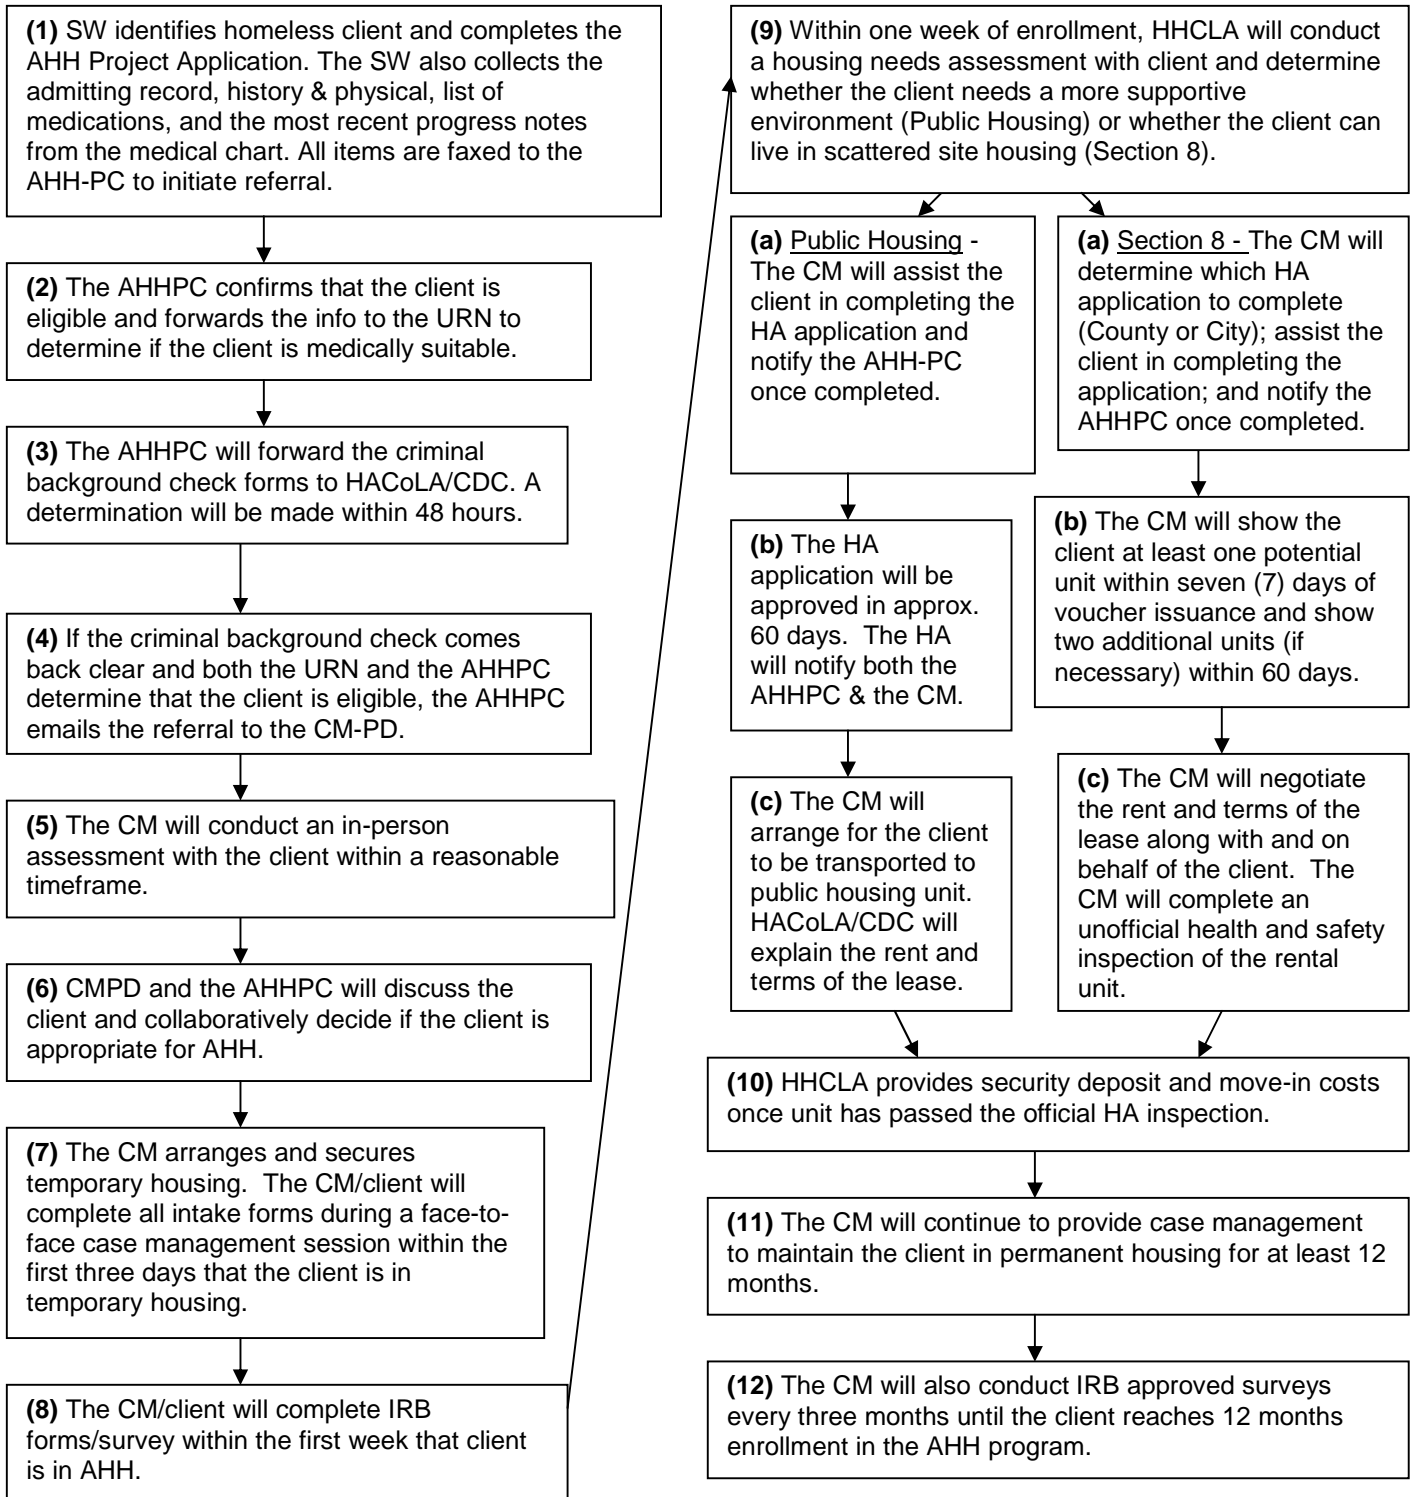 (1) SW identifies homeless client and completes the
AHH Project Application. The SW also collects the
admitting record, history & physical, list of
medications, and the most recent progress notes
from the medical chart. All items are faxed to the
AHH-PC to initiate referral.
(2) The AHHPC confirms that the client is
eligible and forwards the info to the URN to
determine if the client is medically suitable.
(3) The AHHPC will forward the criminal
background check forms to HACoLA/CDC. A
determination will be made within 48 hours.
(4) If the criminal background check comes
back clear and both the URN and the AHHPC
determine that the client is eligible, the AHHPC
emails the referral to the CM-PD.
(5) The CM will conduct an in-person
assessment with the client within a reasonable
timeframe.
(6) CMPD and the AHHPC will discuss the
client and collaboratively decide if the client is
appropriate for AHH.
(7) The CM arranges and secures
temporary housing. The CM/client will
complete all intake forms during a face-to-
face case management session within the
first three days that the client is in
temporary housing.
(8) The CM/client will complete IRB
forms/survey within the first week that client
is in AHH.
(9) Within one week of enrollment, HHCLA will conduct
a housing needs assessment with client and determine
whether the client needs a more supportive
environment (Public Housing) or whether the client can
live in scattered site housing (Section 8).
(a) Public Housing -
The CM will assist the
client in completing the
HA application and
notify the AHH-PC
once completed.
(b) The HA
application will be
approved in approx.
60 days. The HA
will notify both the
AHHPC & the CM.
(c) The CM will
arrange for the client
to be transported to
public housing unit.
HACoLA/CDC will
explain the rent and
terms of the lease.
(a) Section 8 - The CM will
determine which HA
application to complete
(County or City); assist the
client in completing the
application; and notify the
AHHPC once completed.
(b) The CM will show the
client at least one potential
unit within seven (7) days of
voucher issuance and show
two additional units (if
necessary) within 60 days.
(c) The CM will negotiate
the rent and terms of the
lease along with and on
behalf of the client. The
CM will complete an
unofficial health and safety
inspection of the rental
unit.
(10) HHCLA provides security deposit and move-in costs
once unit has passed the official HA inspection.
(11) The CM will continue to provide case management
to maintain the client in permanent housing for at least 12
months.
(12) The CM will also conduct IRB approved surveys
every three months until the client reaches 12 months
enrollment in the AHH program.